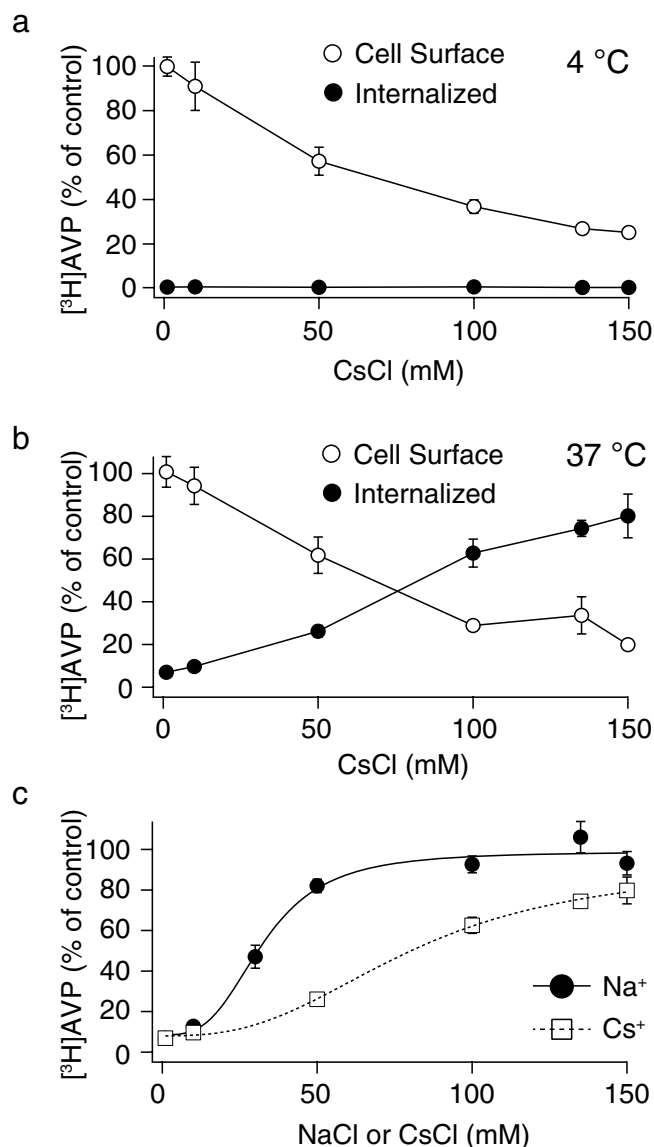 a
Cell Surface
4 °C
Internalized
[³H]AVP (% of control)
100
80
60
40
20
0
0 50 100 150
CsCl (mM)
b
Cell Surface
37 °C
Internalized
[³H]AVP (% of control)
100
80
60
40
20
0
0 50 100 150
CsCl (mM)
c
[³H]AVP (% of control)
100
80
60
40
20
0
Na⁺
Cs⁺
0 50 100 150
NaCl or CsCl (mM)